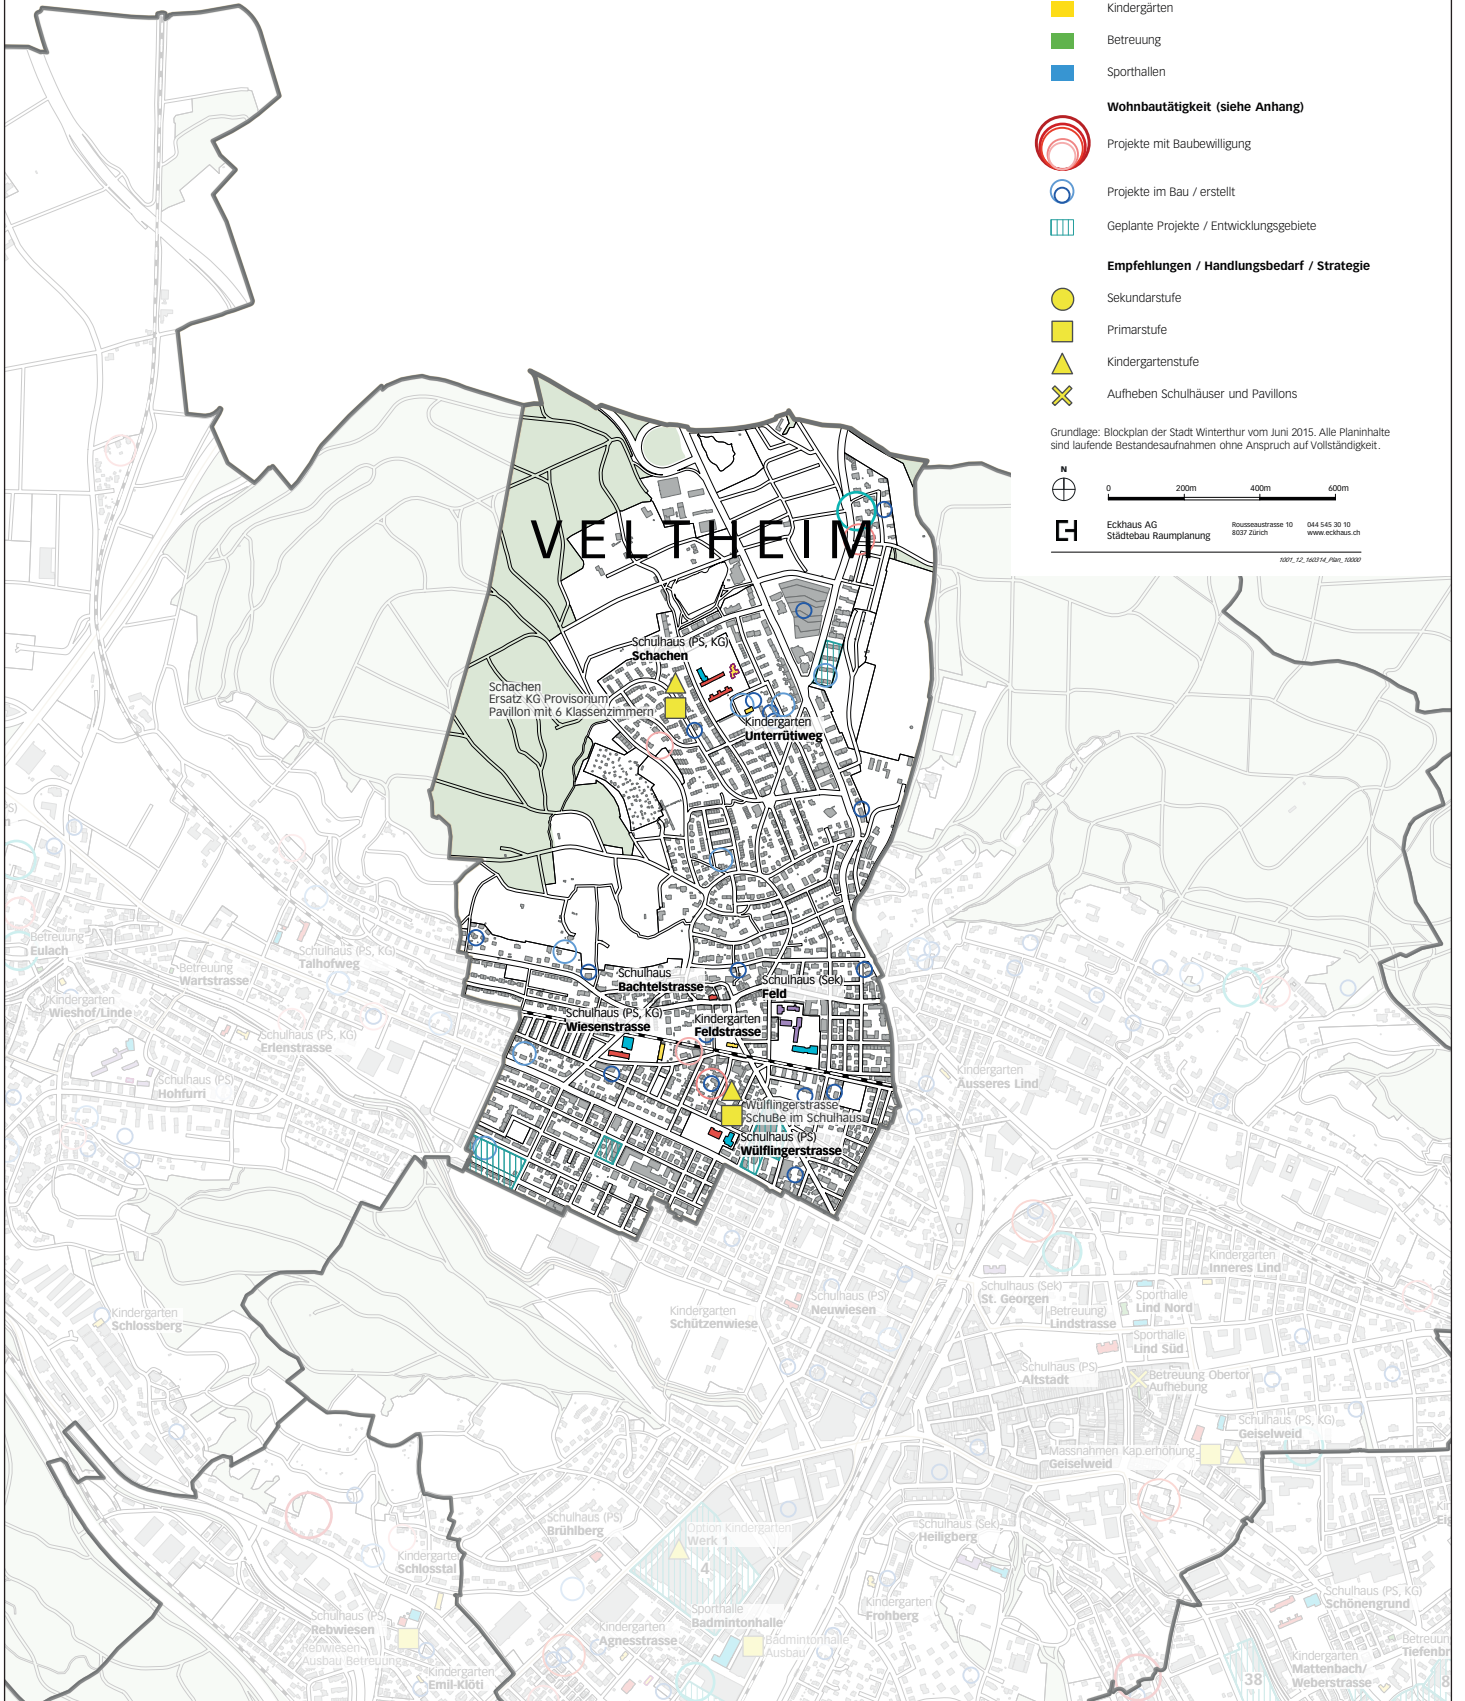 Kindergärten
Betreuung
Sporthallen
Wohnbautätigkeit (siehe Anhang)
Projekte mit Baubewilligung
Projekte im Bau / erstellt
Geplante Projekte / Entwicklungsgebiete
Empfehlungen / Handlungsbedarf / Strategie
Sekundarstufe
Primarstufe
Kindergartenstufe
Aufheben Schulhäuser und Pavillons
Grundlage: Blockplan der Stadt Winterthur vom Juni 2015. Alle Planinhalte
sind laufende Bestandesaufnahmen ohne Anspruch auf Vollständigkeit.
N
0 200m 400m 600m
Eckhaus AG
Städtebau Raumplanung
Rousseaustrasse 10
8037 Zürich
044 545 30 10
www.eckhaus.ch
1001_12_160314_Plan_10000
VELTHEIM
Schulhaus (PS, KG)
Schachen
Schachen
Ersatz KG Provisorium
Pavillon mit 6 Klassenzimmern
Kindergarten
Unterrütiweg
Betreuung
Eulach
Schulhaus (PS, KG)
Talhofweg
Betreuung
Wartstrasse
Kindergarten
Wieshof/Linde
Schulhaus (PS, KG)
Erlenstrasse
Schulhaus (PS)
Hohfurri
Schulhaus
Bachtelstrasse
Schulhaus (Sek)
Feld
Schulhaus (PS, KG)
Wiesenstrasse
Kindergarten
Feldstrasse
Kindergarten
Äusseres Lind
Wülflingerstrasse
SchuBe im Schulhaus
Schulhaus (PS)
Wülflingerstrasse
Kindergarten
Inneres Lind
Schulhaus (Sek)
St. Georgen
Sporthalle
Lind Nord
(Betreuung)
Lindstrasse
Sporthalle
Lind Süd
Schulhaus (PS)
Neuwiesen
Kindergarten
Schützenwiese
Kindergarten
Schlossberg
Schulhaus (PS)
Altstadt
Betreuung Obertor
Aufhebung
Schulhaus (PS, KG)
Geiselweid
Massnahmen Kap.erhöhung
Geiselweid
Schulhaus (PS)
Brühlberg
Option Kindergarten
Werk 1
4
Schulhaus (Sek)
Heiligberg
Kindergarten
Schlosstal
Kindergarten
Frohberg
Schulhaus (PS, KG)
Schönengrund
Schulhaus (PS)
Rebwiesen
Rebwiesen
Ausbau Betreuung
Sporthalle
Badmintonhalle
Badmintonhalle
Ausbau
Kindergarten
Agnesstrasse
Kindergarten
Emil-Klöti
Kindergarten
Mattenbach/
Weberstrasse
38